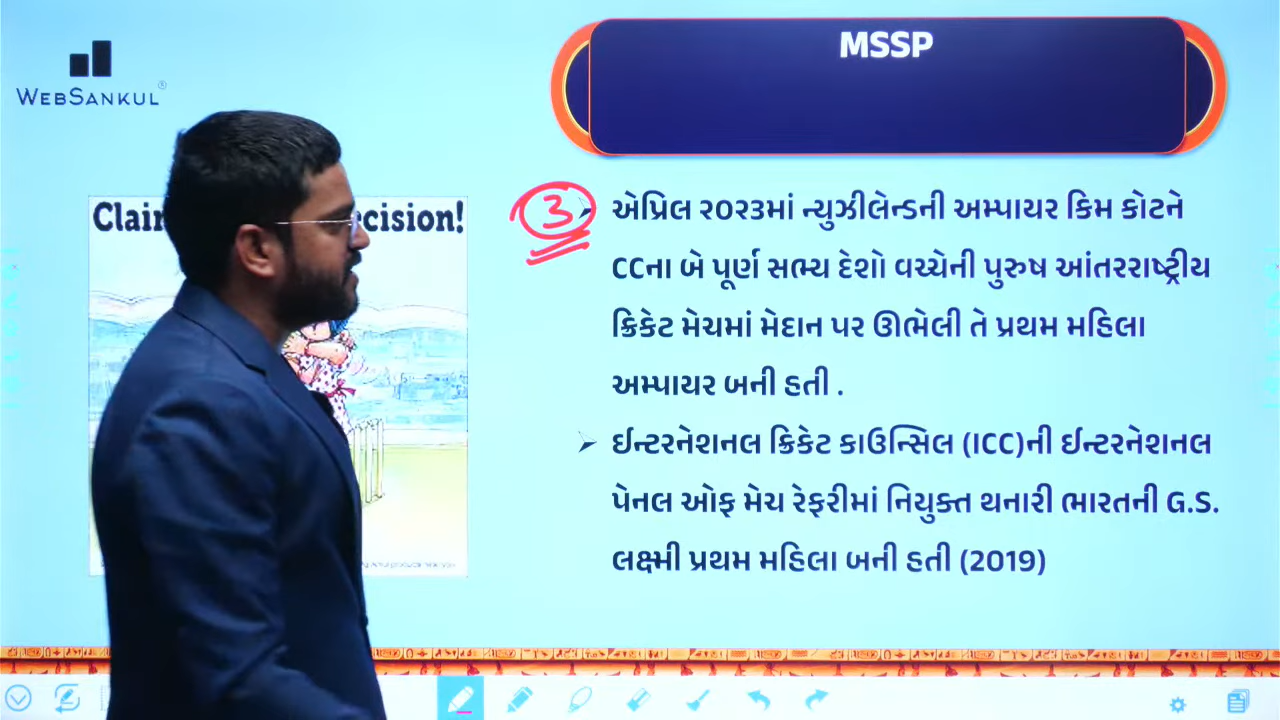 WEBSANKUL
MSSP
Clai
cision!
3
એપ્રિલ ૨૦૨૩માં ન્યુઝીલેન્ડની અમ્પાયર કિમ કોટને
CCના બે પૂર્ણ સભ્ય દેશો વચ્ચેની પુરુષ આંતરરાષ્ટ્રીય
ક્રિકેટ મેચમાં મેદાન પર ઊભેલી તે પ્રથમ મહિલા
અમ્પાયર બની હતી .
ઈન્ટરનેશનલ ક્રિકેટ કાઉન્સિલ (ICC)ની ઈન્ટરનેશનલ
પેનલ ઓફ મેચ રેફરીમાં નિયુક્ત થનારી ભારતની G.S.
લક્ષ્મી પ્રથમ મહિલા બની હતી (2019)